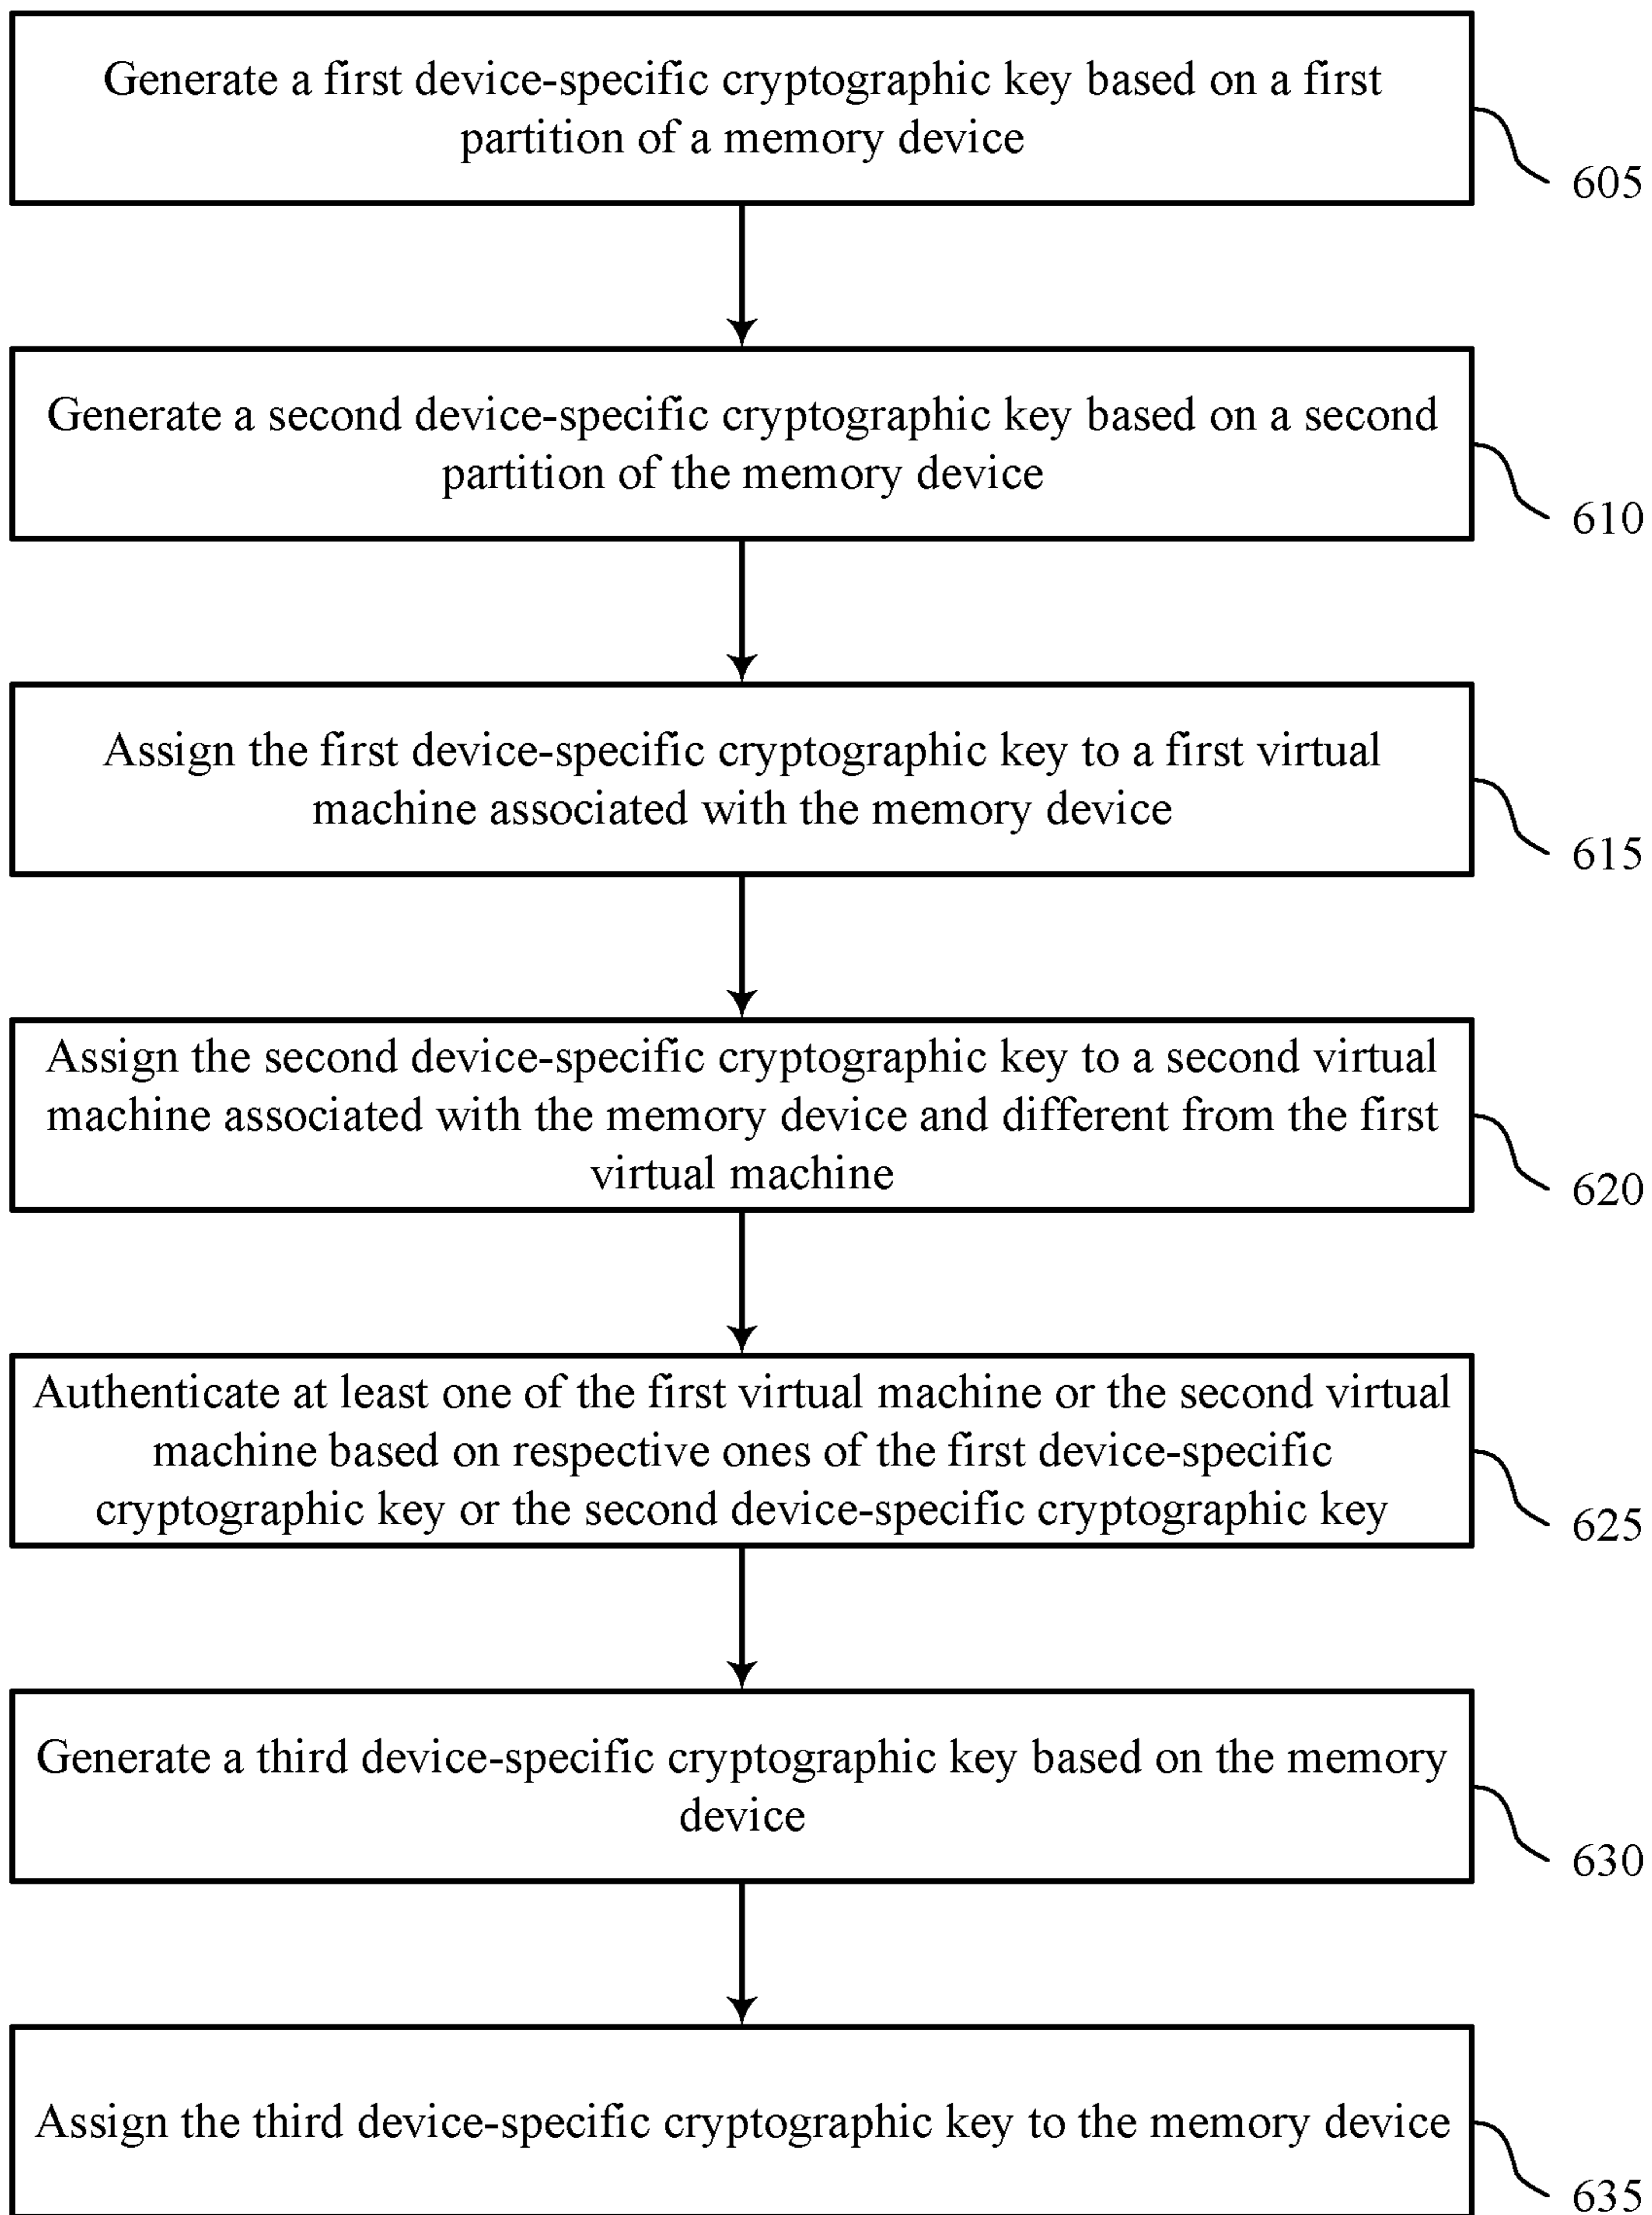 Generate a first device-specific cryptographic key based on a first
partition of a memory device
605
Generate a second device-specific cryptographic key based on a second
partition of the memory device
610
Assign the first device-specific cryptographic key to a first virtual
machine associated with the memory device
615
Assign the second device-specific cryptographic key to a second virtual
machine associated with the memory device and different from the first
virtual machine
620
Authenticate at least one of the first virtual machine or the second virtual
machine based on respective ones of the first device-specific
cryptographic key or the second device-specific cryptographic key
625
Generate a third device-specific cryptographic key based on the memory
device
630
Assign the third device-specific cryptographic key to the memory device
635